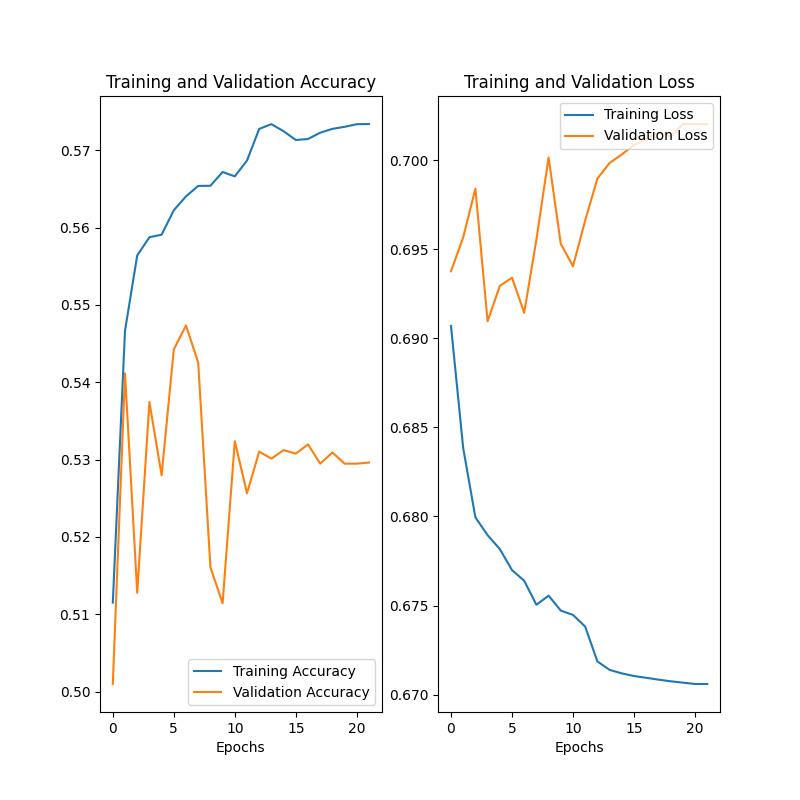 Training and Validation Accuracy
0.57
0.56
0.55
0.54
0.53
0.52
0.51
0.50
Training Accuracy
Validation Accuracy
0 5 10 15 20
Epochs
Training and Validation Loss
Training Loss
Validation Loss
0.700
0.695
0.690
0.685
0.680
0.675
0.670
0 5 10 15 20
Epochs